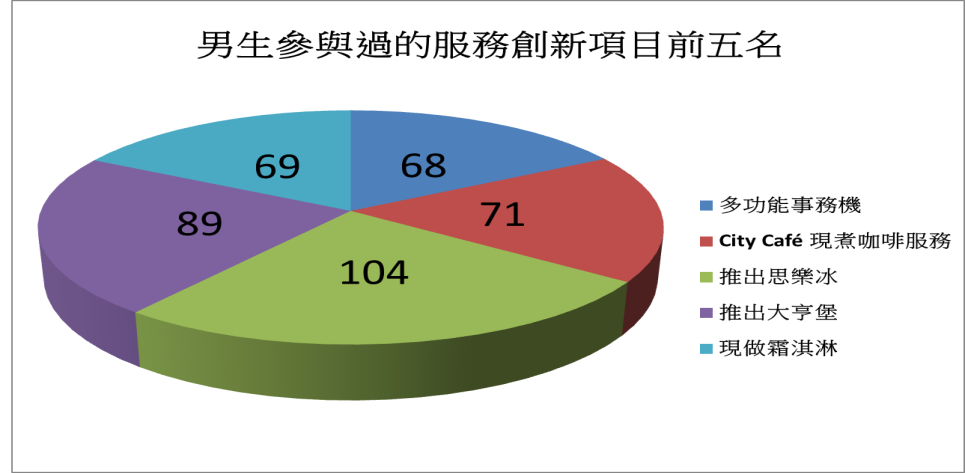 男生參與過的服務創新項目前五名
69
68
89
71
104
多功能事務機
City Café 現煮咖啡服務
推出思樂冰
推出大亨堡
現做霜淇淋